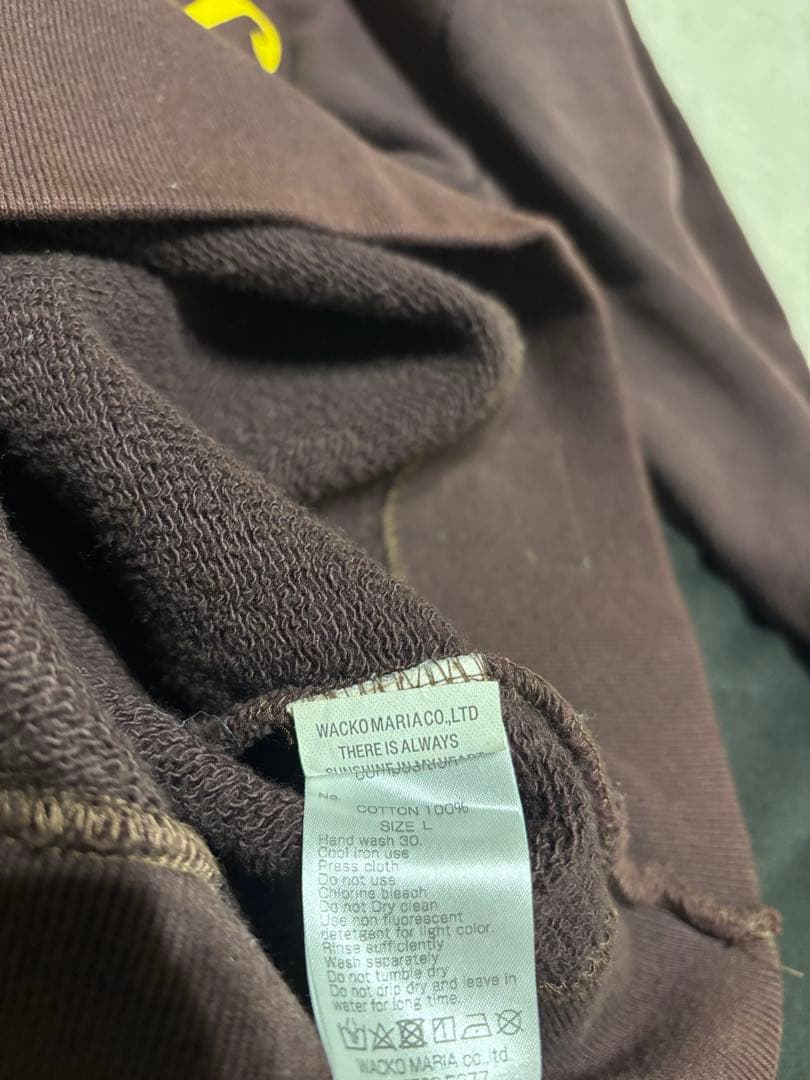 WACKO MARIA CO.,LTD
THERE IS ALWAYS
No.
COTTON 100%
SIZE L
Hand wash 30.
Cool iron use
Press cloth
Do not use
Chlorine bleach
Do not Dry clean
Use non fluorescent
detetgent for light color.
Rinse sufficiently
Wash separately
Do not tumble dry
Do not drip dry and leave in
water for long time.
WACKO MARIA co.,ltd.